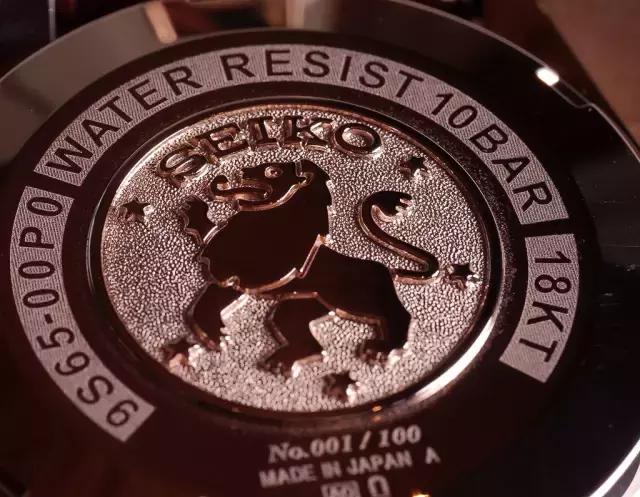 9S65-00P0 WATER RESIST 10BAR 18KT
SEIKO
No.001/100
MADE IN JAPAN A